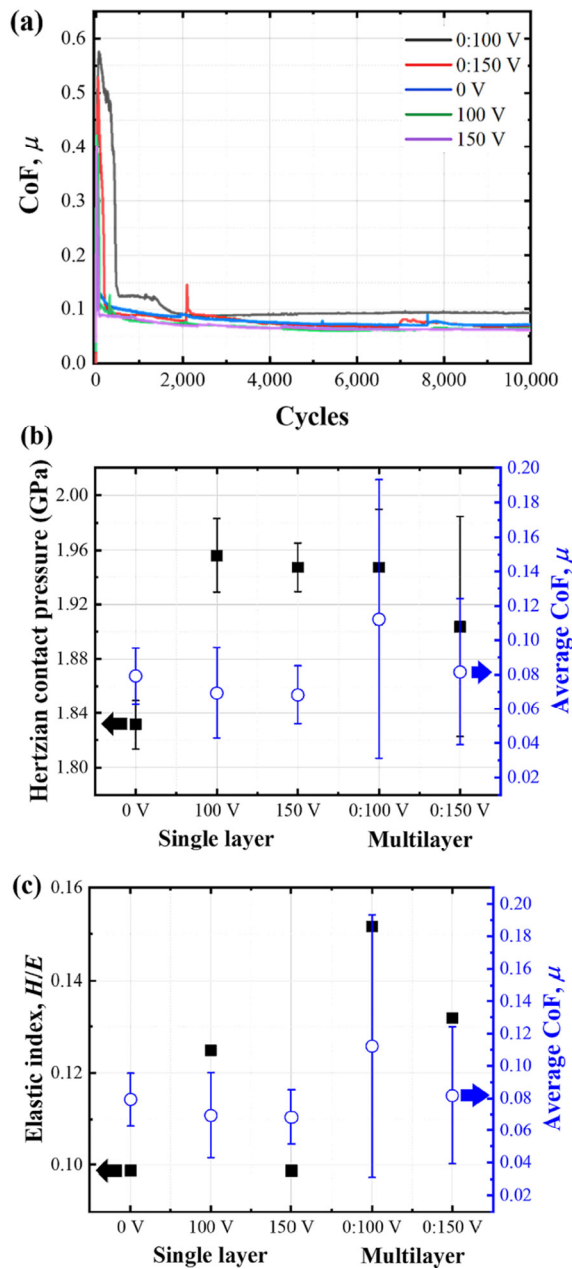 (a)
0.6
0.5
0.4
0.3
0.2
0.1
0.0
CoF, μ
0:100 V
0:150 V
0 V
100 V
150 V
0
2,000
4,000
6,000
8,000
10,000
Cycles
(b)
2.00
1.96
1.92
1.88
1.84
1.80
Hertzian contact pressure (GPa)
0.20
0.18
0.16
0.14
0.12
0.10
0.08
0.06
0.04
0.02
Average CoF, μ
0 V
100 V
150 V
0:100 V
0:150 V
Single layer
Multilayer
(c)
0.16
0.14
0.12
0.10
Elastic index, H/E
0.20
0.18
0.16
0.14
0.12
0.10
0.08
0.06
0.04
0.02
Average CoF, μ
0 V
100 V
150 V
0:100 V
0:150 V
Single layer
Multilayer